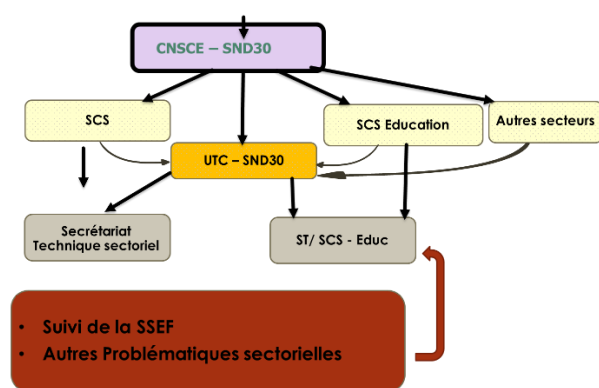 CNSCE – SND30
SCS
SCS Education
Autres secteurs
UTC – SND30
Secrétariat
Technique sectoriel
ST/ SCS - Educ
• Suivi de la SSEF
• Autres Problématiques sectorielles